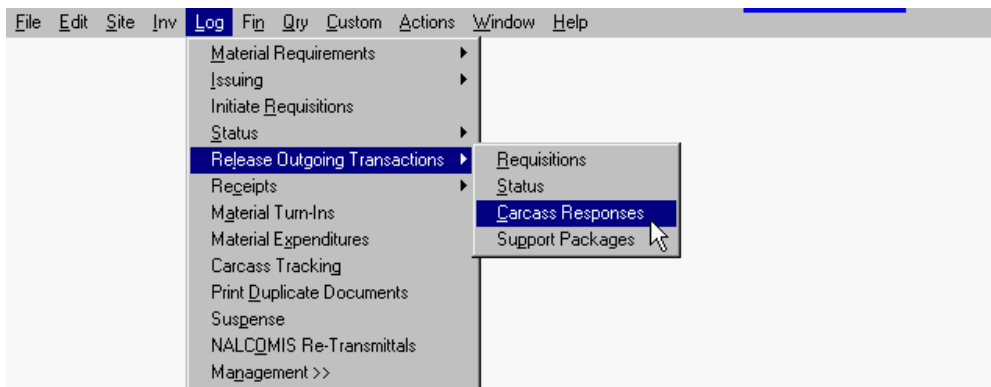 File Edit Site Inv Log Fin Qry Custom Actions Window Help
Material Requirements
Issuing
Initiate Requisitions
Status
Release Outgoing Transactions
Requisitions
Receipts
Status
Material Turn-Ins
Carcass Responses
Material Expenditures
Support Packages
Carcass Tracking
Print Duplicate Documents
Suspense
NALCOMIS Re-Transmittals
Management >>